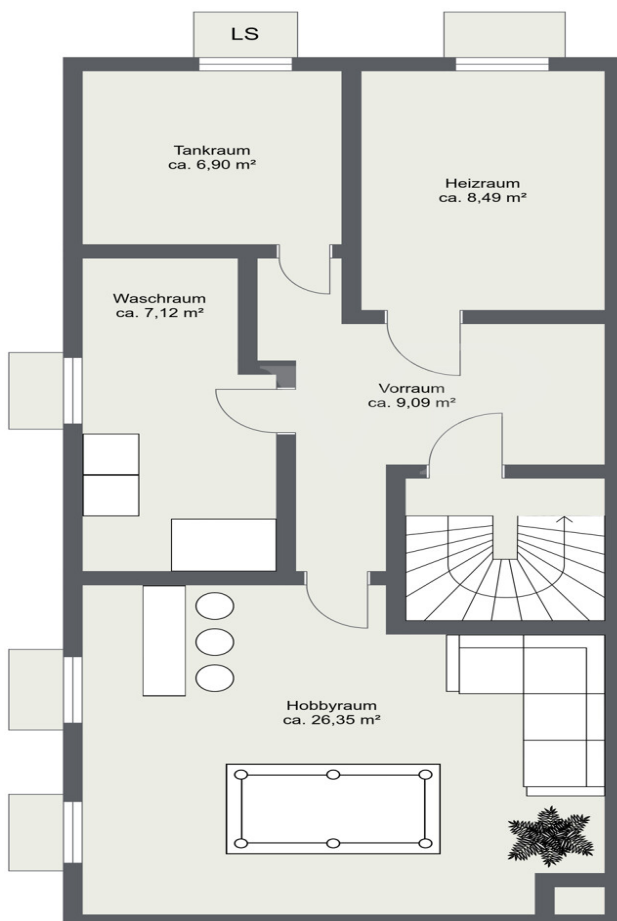 LS
Tankraum
ca. 6,90 m²
Heizraum
ca. 8,49 m²
Waschraum
ca. 7,12 m²
Vorraum
ca. 9,09 m²
Hobbyraum
ca. 26,35 m²